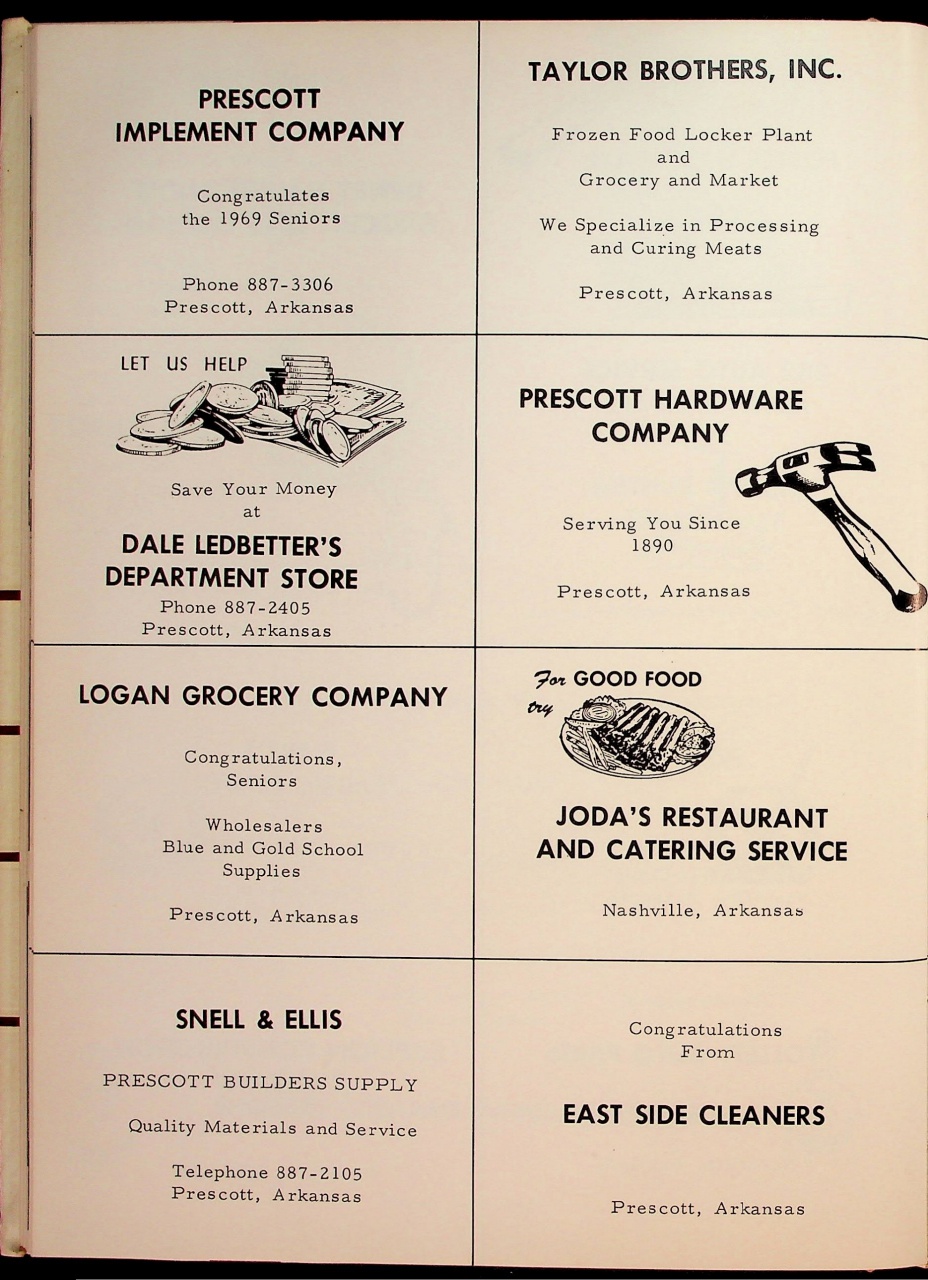 PRESCOTT
IMPLEMENT COMPANY
Congratulates
the 1969 Seniors
Phone 887-3306
Prescott, Arkansas
TAYLOR BROTHERS, INC.
Frozen Food Locker Plant
and
Grocery and Market
We Specialize in Processing
and Curing Meats
Prescott, Arkansas
LET US HELP
Save Your Money
at
DALE LEDBETTER'S
DEPARTMENT STORE
Phone 887-2405
Prescott, Arkansas
PRESCOTT HARDWARE
COMPANY
Serving You Since
1890
Prescott, Arkansas
LOGAN GROCERY COMPANY
Congratulations,
Seniors
Wholesalers
Blue and Gold School
Supplies
Prescott, Arkansas
For GOOD FOOD
try
JODA'S RESTAURANT
AND CATERING SERVICE
Nashville, Arkansas
SNELL & ELLIS
PRESCOTT BUILDERS SUPPLY
Quality Materials and Service
Telephone 887-2105
Prescott, Arkansas
Congratulations
From
EAST SIDE CLEANERS
Prescott, Arkansas